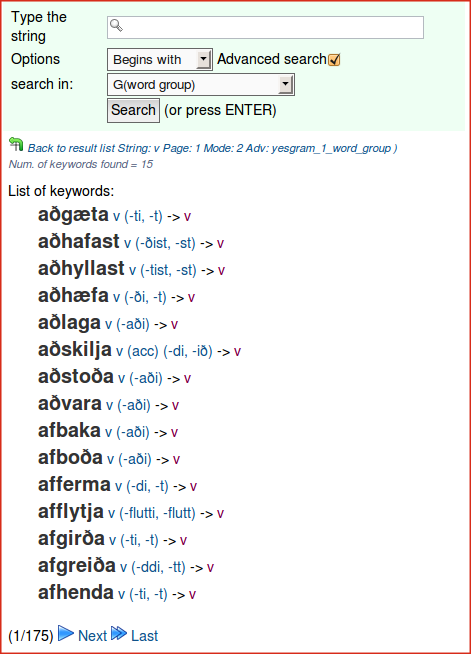 Type the
string
Options Begins with Advanced search
search in: G(word group)
Search (or press ENTER)
Back to result list String: v Page: 1 Mode: 2 Adv: yesgram_1_word_group )
Num. of keywords found = 15
List of keywords:
aðgæta v (-ti, -t) -> v
aðhafast v (-ðist, -st) -> v
aðhyllast v (-tist, -st) -> v
aðhæfa v (-ði, -t) -> v
aðlaga v (-aði) -> v
aðskilja v (acc) (-di, -ið) -> v
aðstoða v (-aði) -> v
aðvara v (-aði) -> v
afbaka v (-aði) -> v
afboða v (-aði) -> v
afferma v (-di, -t) -> v
afflytja v (-flutti, -flutt) -> v
afgirða v (-ti, -t) -> v
afgreiða v (-ddi, -tt) -> v
afhenda v (-ti, -t) -> v
(1/175) Next Last